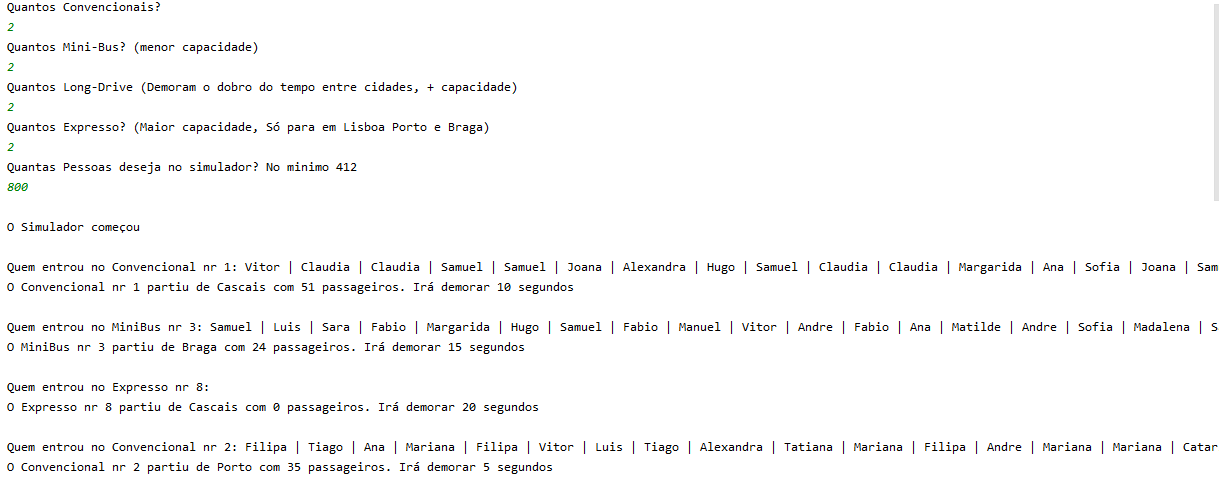 Quantos Convencionais?
2
Quantos Mini-Bus? (menor capacidade)
2
Quantos Long-Drive (Demoram o dobro do tempo entre cidades, + capacidade)
2
Quantos Expresso? (Maior capacidade, Só para em Lisboa Porto e Braga)
2
Quantas Pessoas deseja no simulador? No minimo 412
800
O Simulador começou
Quem entrou no Convencional nr 1: Vitor | Claudia | Claudia | Samuel | Samuel | Joana | Alexandra | Hugo | Samuel | Claudia | Claudia | Margarida | Ana | Sofia | Joana | Sam
O Convencional nr 1 partiu de Cascais com 51 passageiros. Irá demorar 10 segundos
Quem entrou no MiniBus nr 3: Samuel | Luis | Sara | Fabio | Margarida | Hugo | Samuel | Fabio | Manuel | Vitor | Andre | Fabio | Ana | Matilde | Andre | Sofia | Madalena | S
O MiniBus nr 3 partiu de Braga com 24 passageiros. Irá demorar 15 segundos
Quem entrou no Expresso nr 8:
O Expresso nr 8 partiu de Cascais com 0 passageiros. Irá demorar 20 segundos
Quem entrou no Convencional nr 2: Filipa | Tiago | Ana | Mariana | Filipa | Vitor | Luis | Tiago | Alexandra | Tatiana | Mariana | Filipa | Andre | Mariana | Mariana | Catar
O Convencional nr 2 partiu de Porto com 35 passageiros. Irá demorar 5 segundos